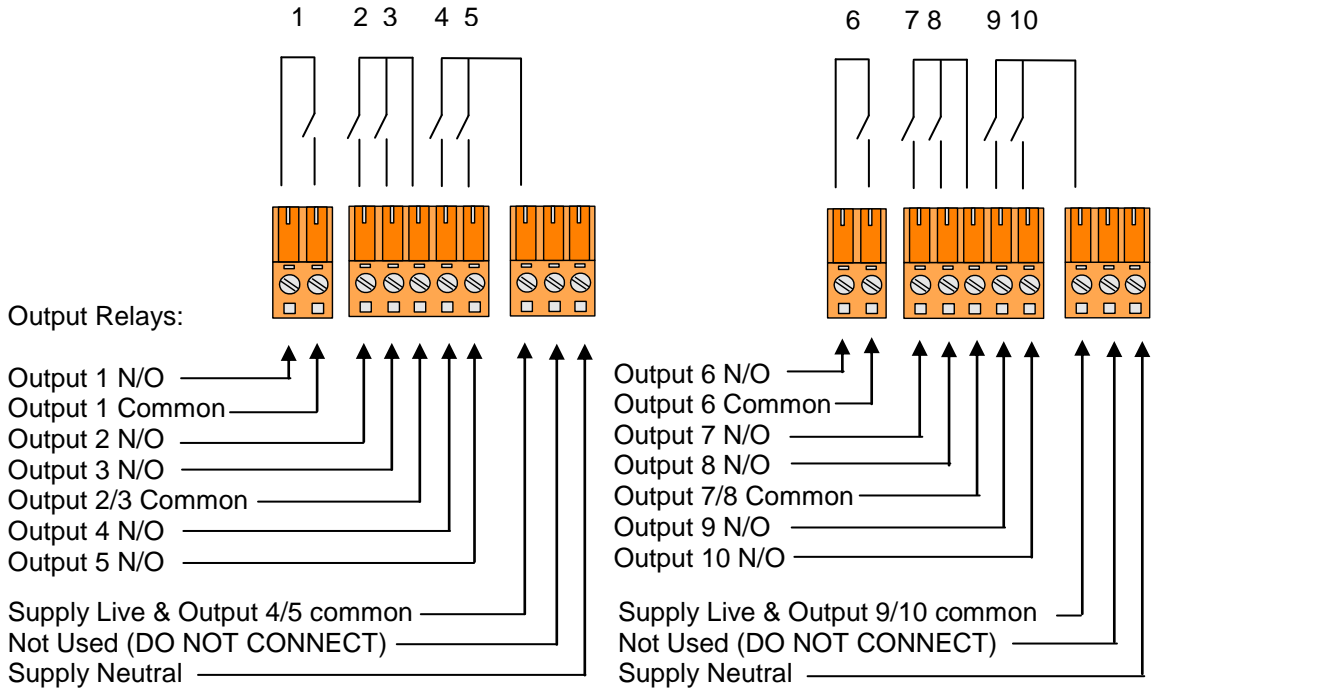 1 2 3 4 5
6 7 8 9 10
Output Relays:
Output 1 N/O
Output 1 Common
Output 2 N/O
Output 3 N/O
Output 2/3 Common
Output 4 N/O
Output 5 N/O
Supply Live & Output 4/5 common
Not Used (DO NOT CONNECT)
Supply Neutral
Output 6 N/O
Output 6 Common
Output 7 N/O
Output 8 N/O
Output 7/8 Common
Output 9 N/O
Output 10 N/O
Supply Live & Output 9/10 common
Not Used (DO NOT CONNECT)
Supply Neutral